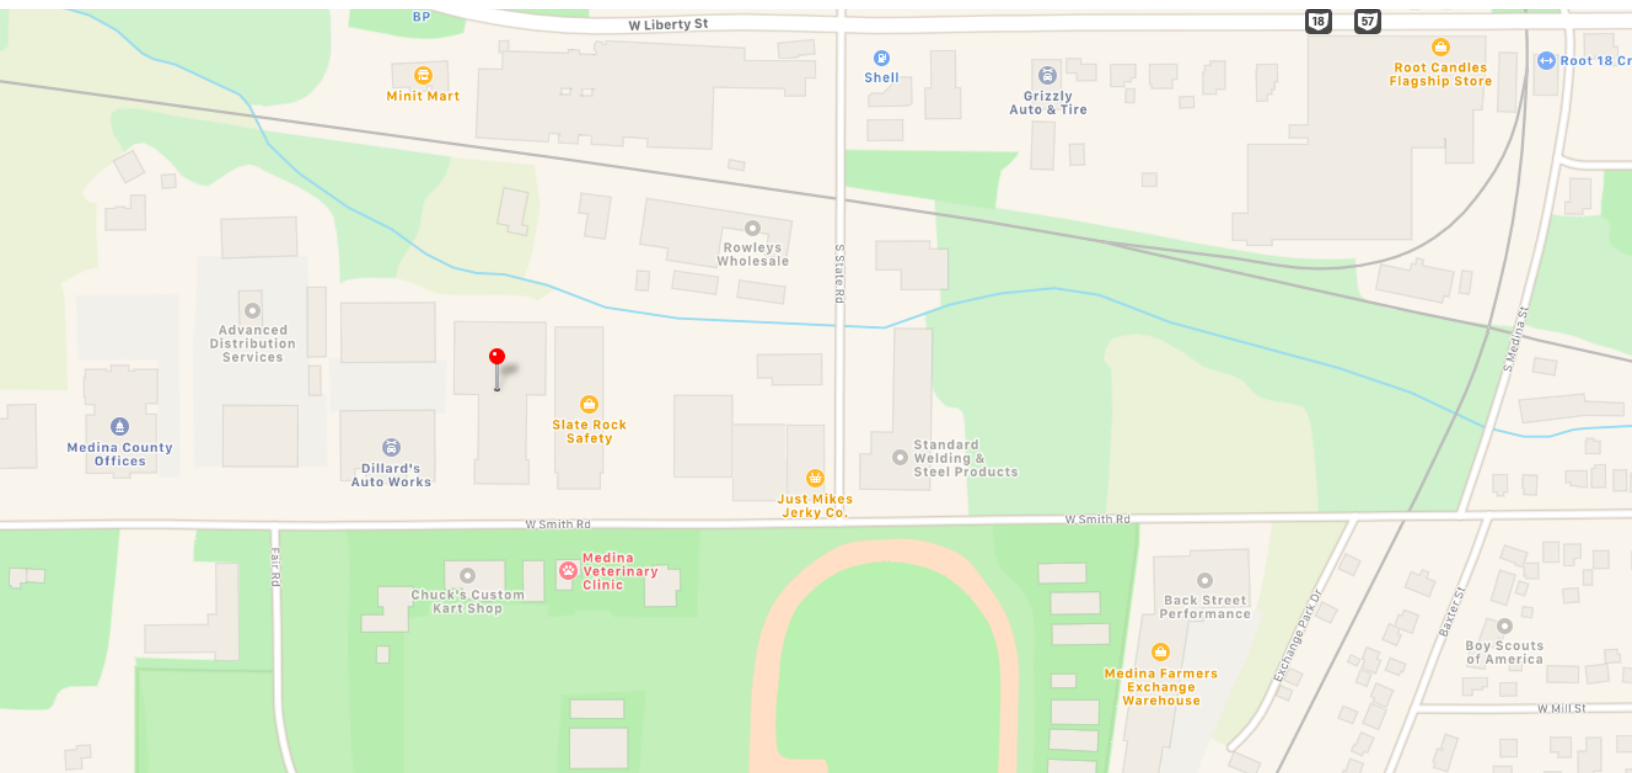 BP
W Liberty St
18
57
Minit Mart
Shell
Grizzly
Auto & Tire
Root Candles
Flagship Store
Root 18 Cr
Rowleys
Wholesale
S State Rd
Advanced
Distribution
Services
S Medina St
Slate Rock
Safety
Medina County
Offices
Dillard's
Auto Works
Standard
Welding &
Steel Products
Just Mikes
Jerky Co.
W Smith Rd
W Smith Rd
Fair Rd
Medina
Veterinary
Clinic
Chuck's Custom
Kart Shop
Back Street
Performance
Exchange Park Dr
Baxter St
Boy Scouts
of America
Medina Farmers
Exchange
Warehouse
W Mill St